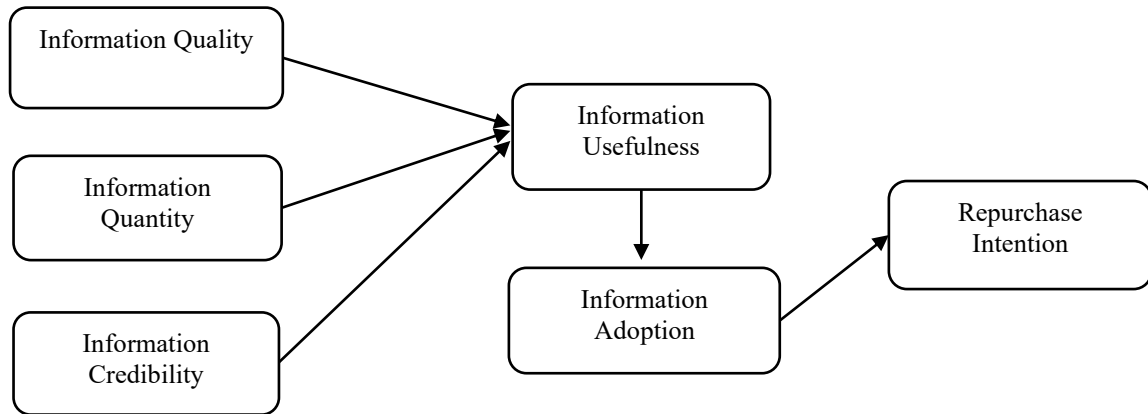 Information Quality
Information
Quantity
Information
Credibility
Information
Usefulness
Information
Adoption
Repurchase
Intention